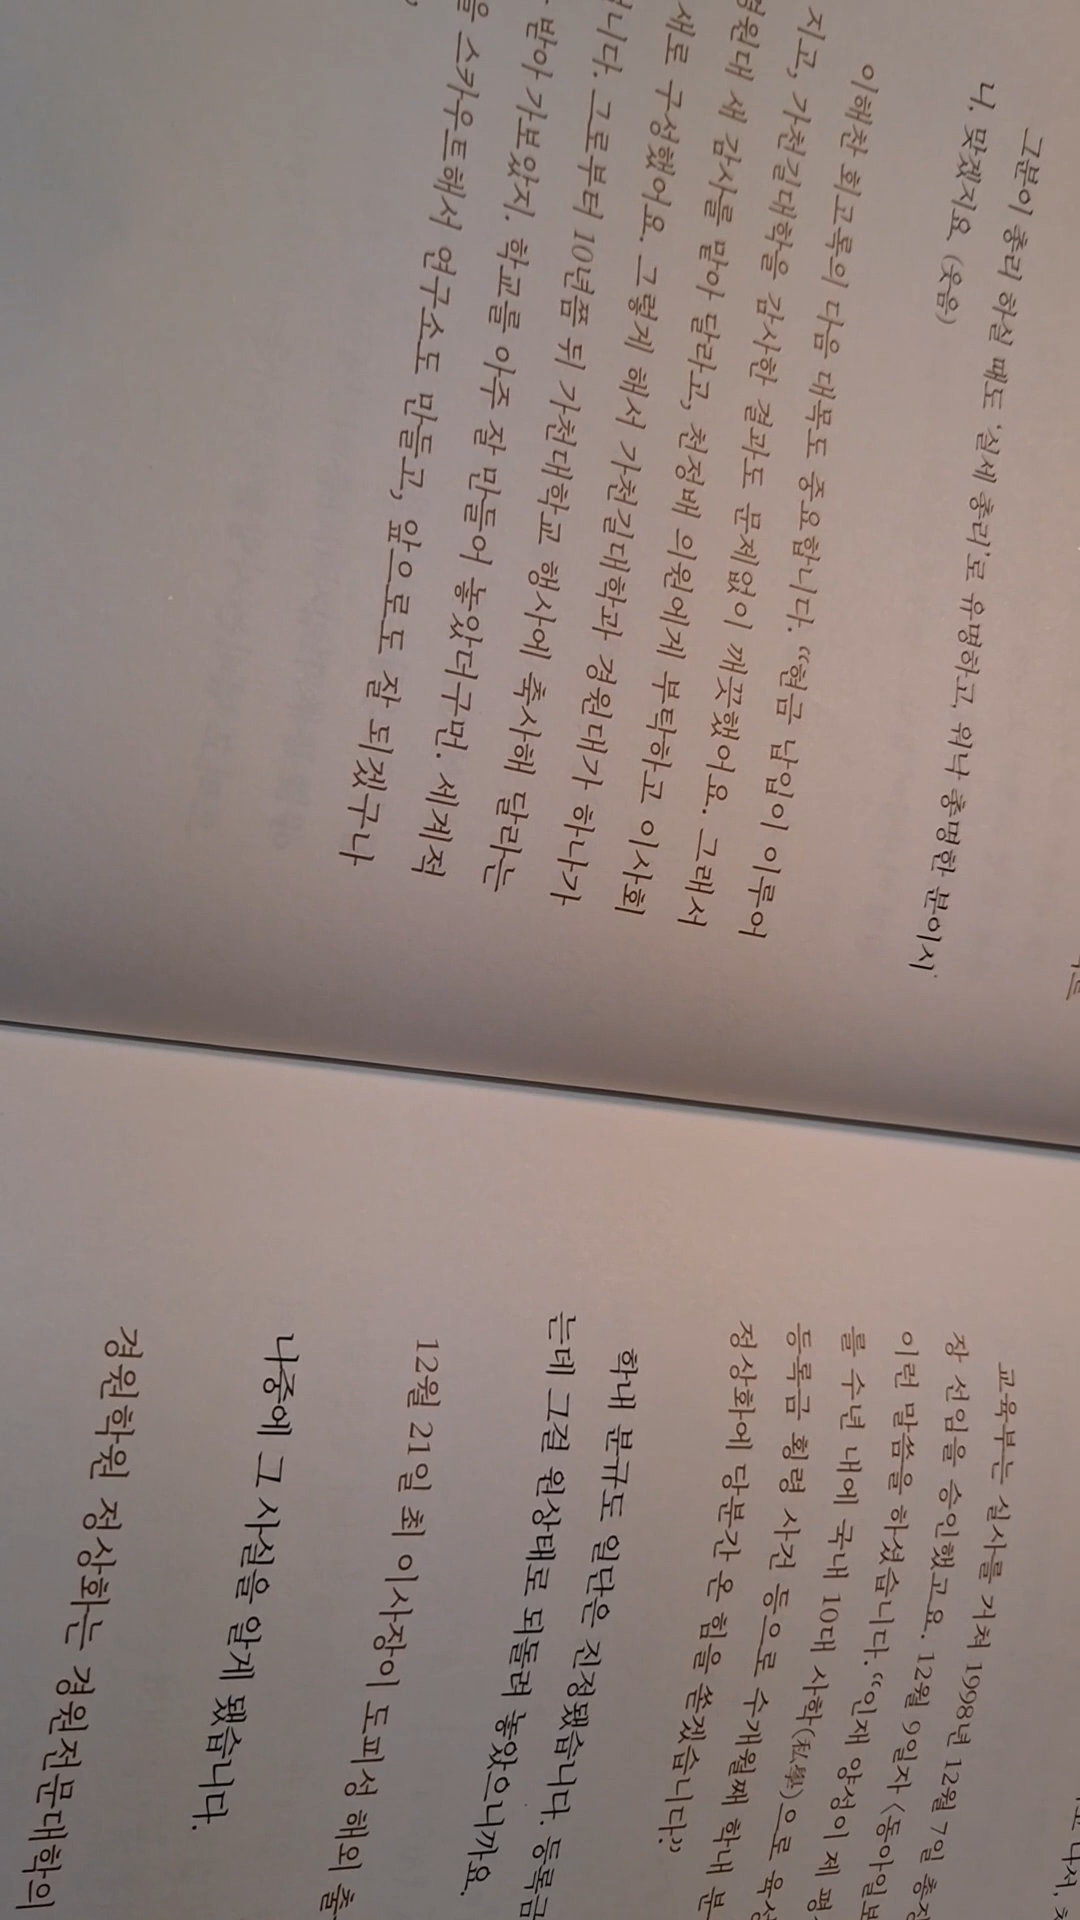 그분이 총리 하실 때도 '실세 총리'로 유명하고, 워낙 총명한 분이시
니. 맞겠지요. (웃음)
이해찬 회고록의 다음 대목도 중요합니다. “현금 납입이 이루어
지고, 가천길대학을 감사한 결과도 문제없이 깨끗했어요. 그래서
새 감사를 맡아 달라고, 천정배 의원에게 부탁하고 이사회
새로 구성했어요. 그렇게 해서 가천길대학과 경원대가 하나가
그로부터 10년쯤 뒤 가천대학교 행사에 축사해 달라는
받아 가보았지. 학교를 아주 잘 만들어 놓았더구먼. 세계적
스카우트해서 연구소도 만들고, 앞으로도 잘 되겠구나
교육부는 실사를 거쳐 1998년 12월 7일
장 선임을 승인했고요. 12월 9일자 〈동아일보
이런 말씀을 하셨습니다. “인재 양성이 제
를 수년 내에 국내 10대 사학(私學)으로
등록금 횡령 사건 등으로 수개월째 학내
정상화에 당분간 온 힘을 쏟겠습니다.”
학내 분규도 일단은 진정됐습니다. 등록금
는데 그걸 원상태로 되돌려 놓았으니까요.
12월 21일 최 이사장이 도피성 해외
나중에 그 사실을 알게 됐습니다.
경원학원 정상화는 경원전문대학의